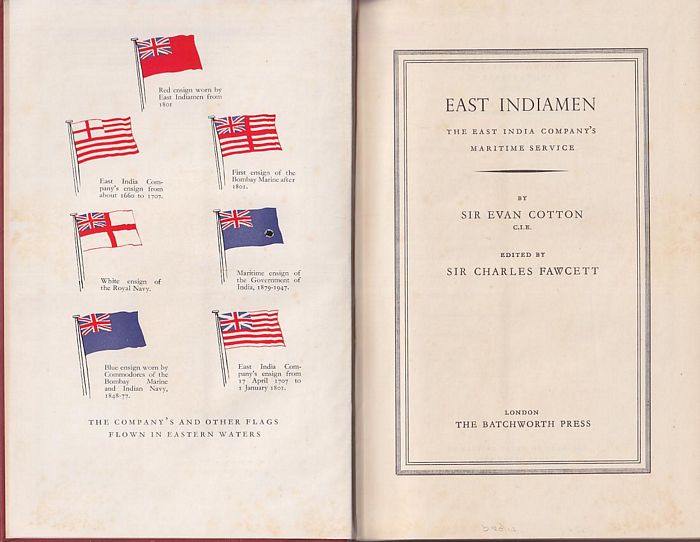 Red ensign worn by
East Indiamen from
1801
East India Com-
pany's ensign from
about 1660 to 1707.
First ensign of the
Bombay Marine after
1801.
White ensign of
the Royal Navy.
Maritime ensign of
the Government of
India, 1879-1947.
Blue ensign worn by
Commodores of the
Bombay Marine
and Indian Navy,
1848-77.
East India Com-
pany's ensign from
17 April 1707 to
1 January 1801.
THE COMPANY'S AND OTHER FLAGS
FLOWN IN EASTERN WATERS
EAST INDIAMEN
THE EAST INDIA COMPANY'S
MARITIME SERVICE
BY
SIR EVAN COTTON
C.I.E.
EDITED BY
SIR CHARLES FAWCETT
LONDON
THE BATCHWORTH PRESS